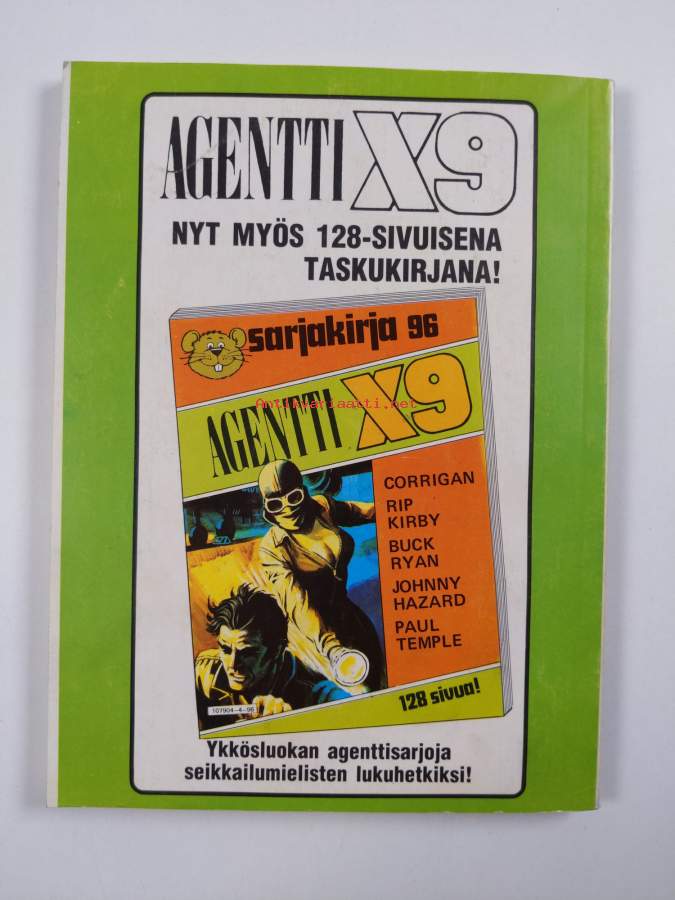 AGENTTI X9
NYT MYÖS 128-SIVUISENA
TASKUKIRJANA!
sarjakirja 96
Antikvariaatti.net
AGENTTI X9
CORRIGAN
RIP
KIRBY
BUCK
RYAN
JOHNNY
HAZARD
PAUL
TEMPLE
128 sivua!
107904-4-96
Ykkösluokan agenttisarjoja
seikkailumielisten lukuhetkiksi!